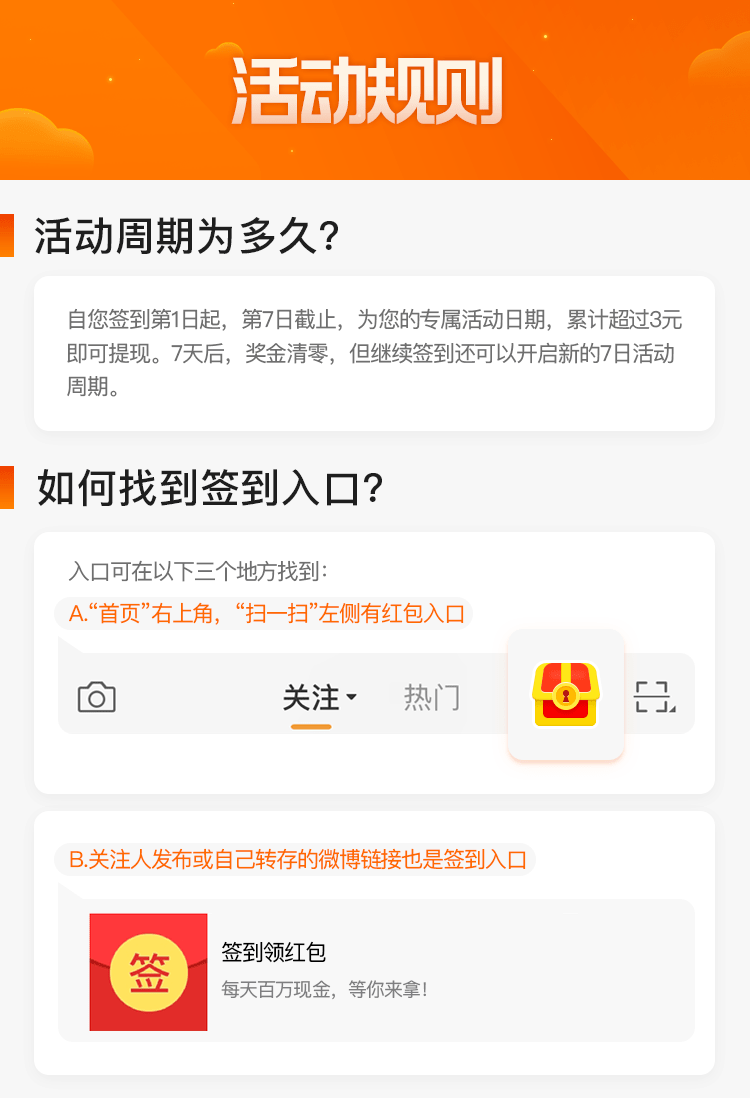 活动规则
活动周期为多久?
自您签到第1日起，第7日截止，为您的专属活动日期，累计超过3元
即可提现。7天后，奖金清零，但继续签到还可以开启新的7日活动
周期。
如何找到签到入口?
入口可在以下三个地方找到：
A.“首页”右上角，“扫一扫”左侧有红包入口
关注 热门
B.关注人发布或自己转存的微博链接也是签到入口
签
签到领红包
每天百万现金，等你来拿！